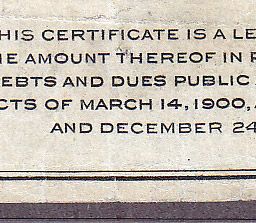 HIS CERTIFICATE IS A LE
E AMOUNT THEREOF IN
EBTS AND DUES PUBLIC
CTS OF MARCH 14, 1900,
AND DECEMBER 24